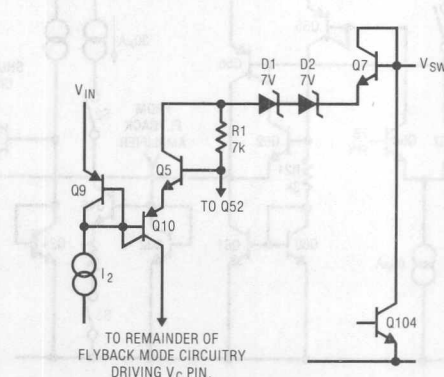 D1
7V
D2
7V
Q7
V_SW
V_IN
R1
7k
Q5
Q9
TO Q52
Q10
I_2
Q104
TO REMAINDER OF
FLYBACK MODE CIRCUITRY
DRIVING V_C PIN.